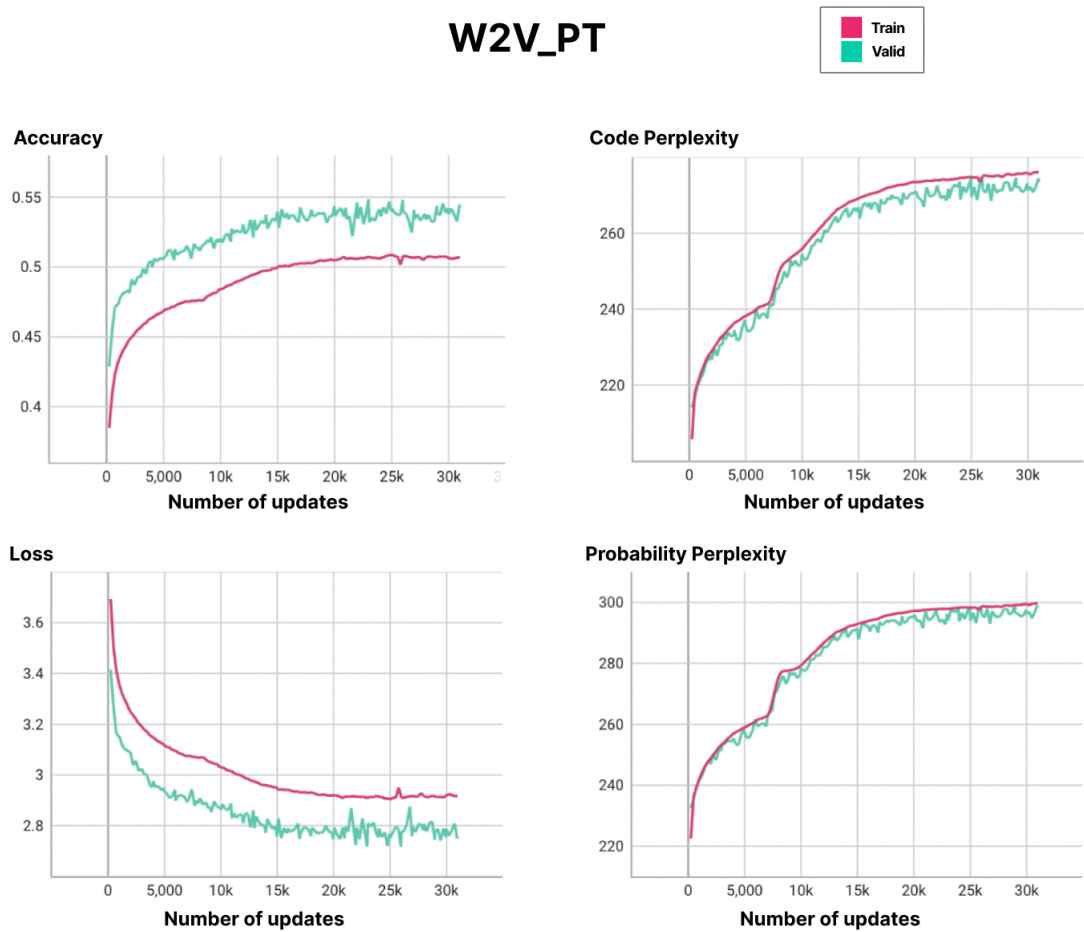 W2V_PT
Train
Valid
Accuracy
0.55
0.5
0.45
0.4
0 5,000 10k 15k 20k 25k 30k 3
Number of updates
Code Perplexity
260
240
220
0 5,000 10k 15k 20k 25k 30k
Number of updates
Loss
3.6
3.4
3.2
3
2.8
0 5,000 10k 15k 20k 25k 30k
Number of updates
Probability Perplexity
300
280
260
240
220
0 5,000 10k 15k 20k 25k 30k
Number of updates